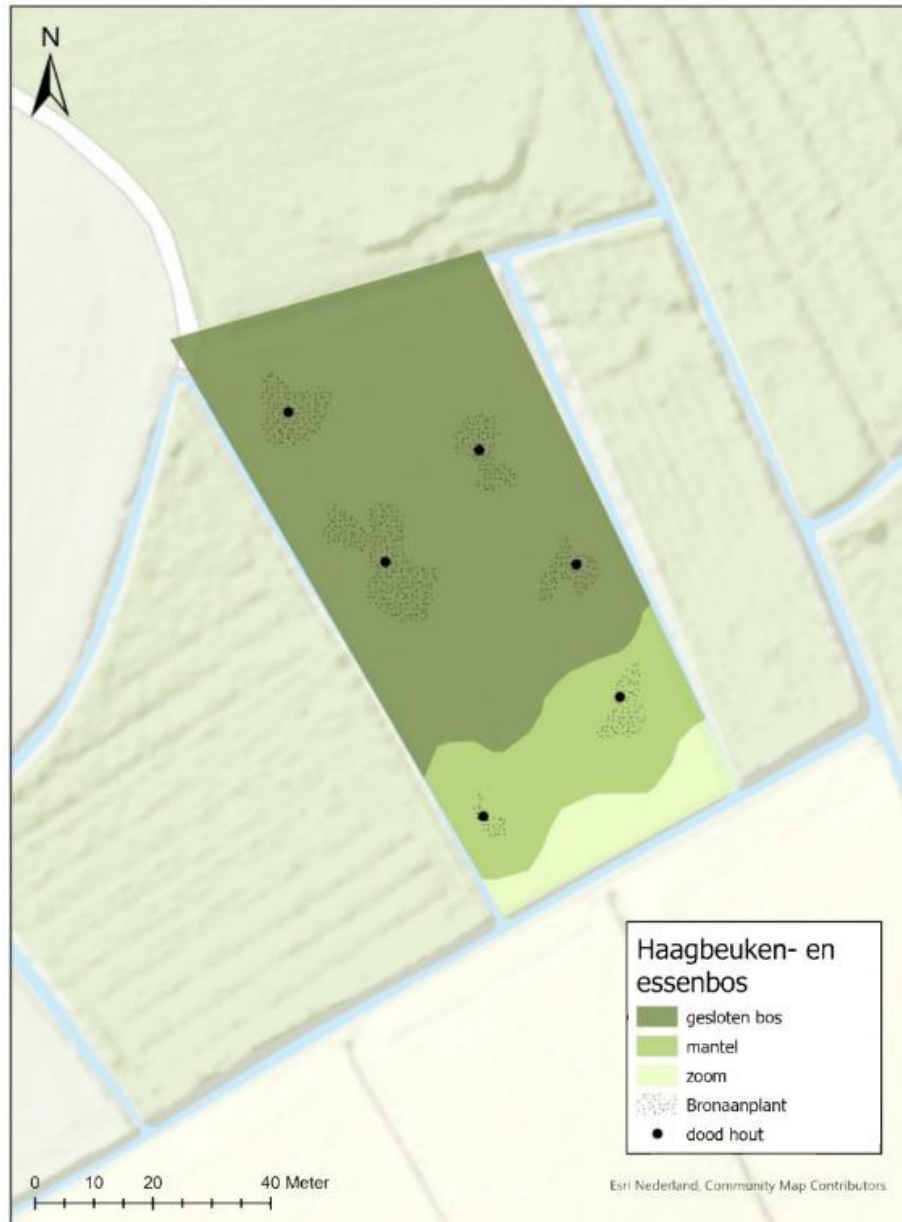 N
Haagbeuken- en
essenbos
gesloten bos
mantel
zoom
Bronaanplant
dood hout
0 10 20 40 Meter
Esri Nederland, Community Map Contributors